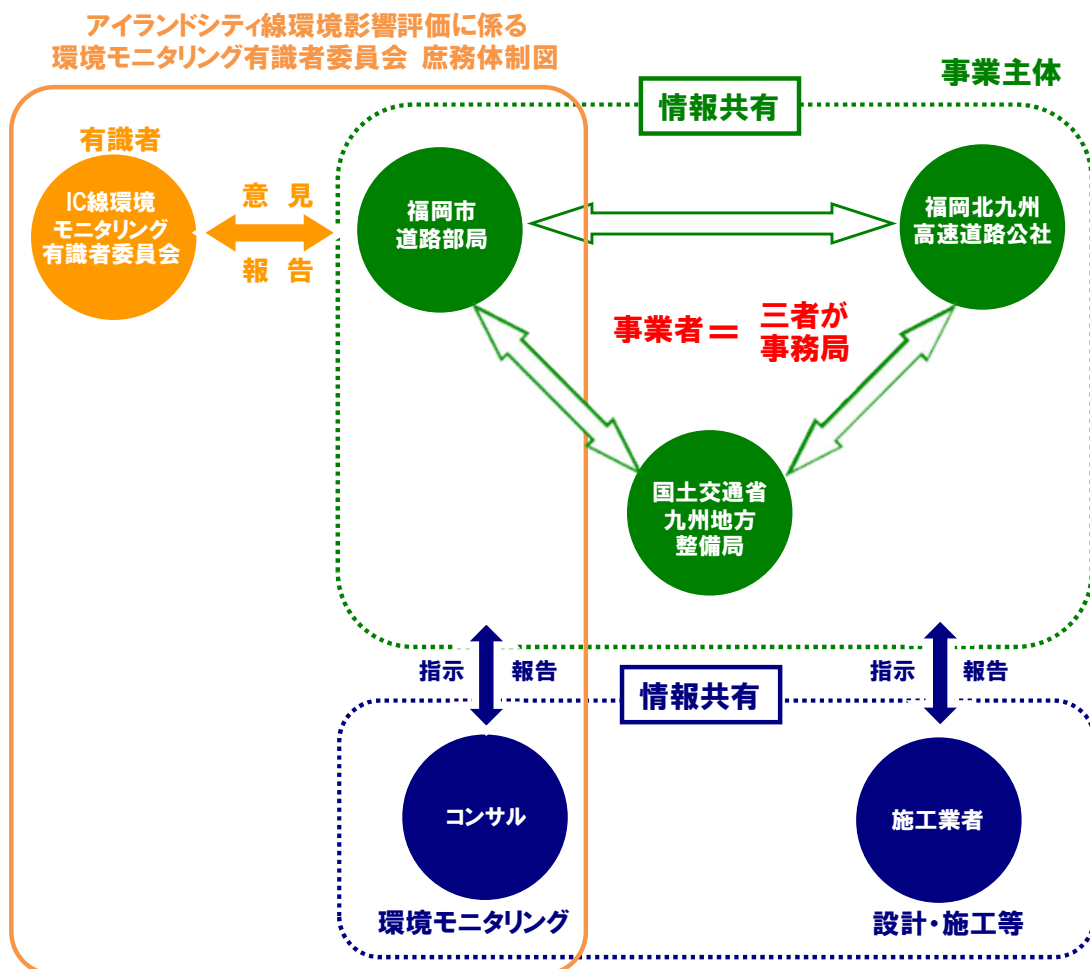 アイランドシティ線環境影響評価に係る
環境モニタリング有識者委員会 庶務体制図
事業主体
情報共有
有識者
IC線環境
モニタリング
有識者委員会
意 見
報 告
福岡市
道路部局
福岡北九州
高速道路公社
事業者＝ 三者が
事務局
国土交通省
九州地方
整備局
指示 報告
指示 報告
情報共有
コンサル
施工業者
環境モニタリング
設計・施工等